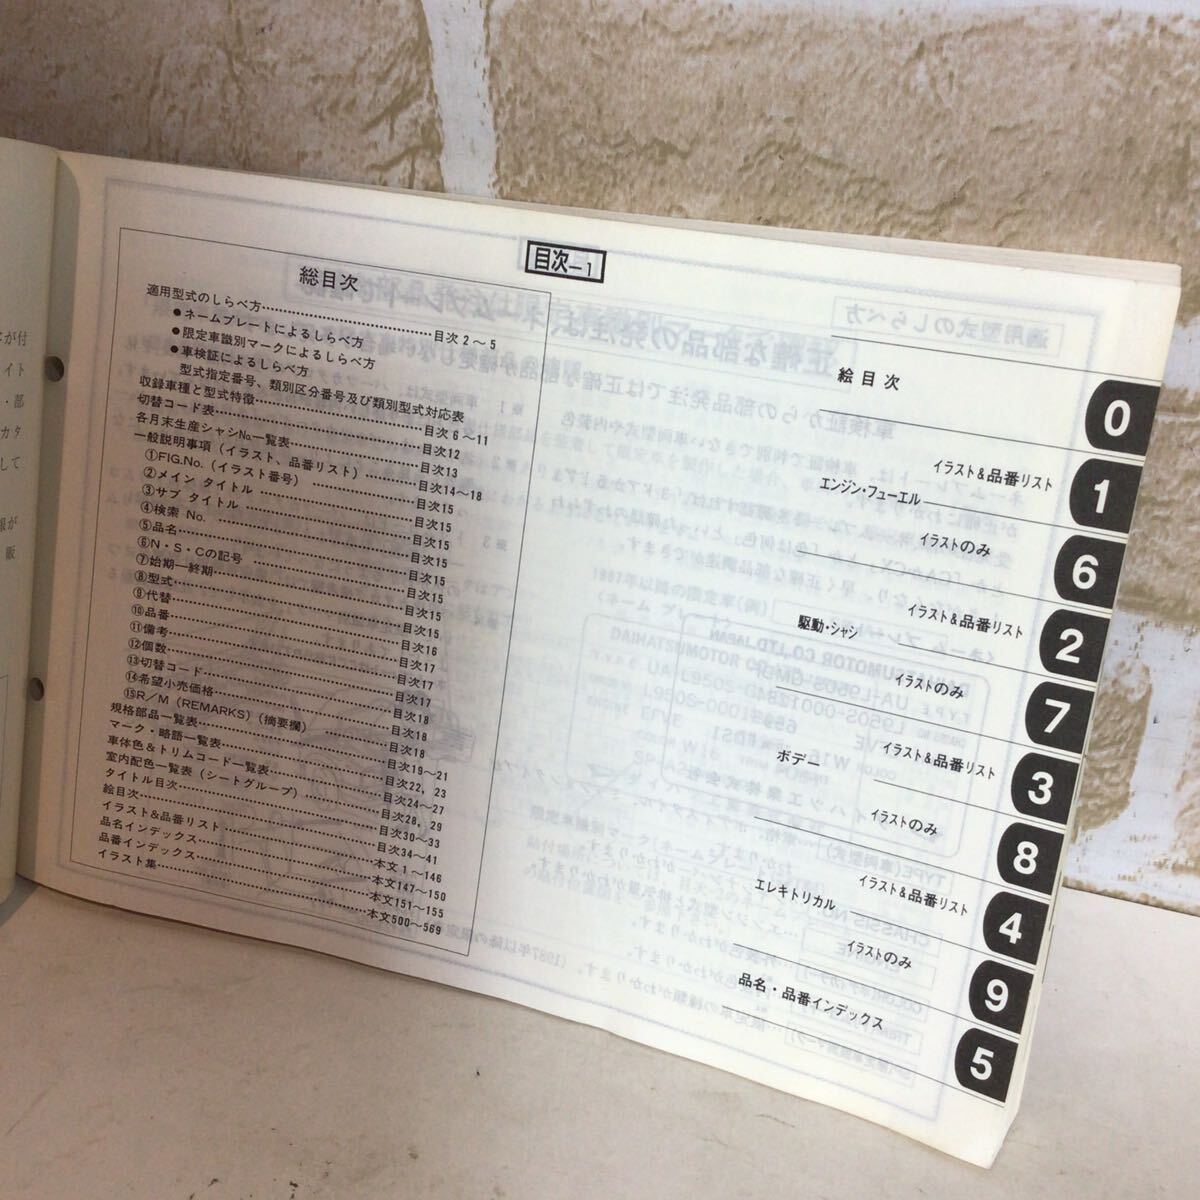 目次－1
総目次
適用型式のしらべ方……目次 2～5
●ネームプレートによるしらべ方
●限定車識別マークによるしらべ方
●車検証によるしらべ方
型式指定番号、類別区分番号及び類別型式対応表
収録車種と型式特徴……目次 6～11
切替コード表……目次12
各月末生産シャシNo.一覧表……目次13
一般説明事項（イラスト、品番リスト）……目次14～18
①FIG.No.（イラスト番号）……目次15
②メイン タイトル……目次15
③サブ タイトル……目次15
④検索 No.……目次15
⑤品名……目次15
⑥N・S・Cの記号……目次15
⑦始期―終期……目次15
⑧型式……目次15
⑨代替……目次16
⑩品番……目次17
⑪備考……目次17
⑫個数……目次17
⑬切替コード……目次18
⑭希望小売価格……目次18
⑮R／M（REMARKS）（摘要欄）……目次18
規格部品一覧表……目次19～21
マーク・略語一覧表……目次22, 23
車体色＆トリムコード一覧表……目次24～27
室内配色一覧表（シートグループ）……目次28, 29
タイトル目次……目次30～33
絵目次……目次34～41
イラスト＆品番リスト……本文 1～146
品名インデックス……本文147～150
品番インデックス……本文151～155
イラスト集……本文500～569
絵目次
0
イラスト＆品番リスト
1
エンジン・フューエル
イラストのみ
6
イラスト＆品番リスト
2
駆動・シャシ
イラストのみ
7
イラスト＆品番リスト
3
ボデー
イラストのみ
8
イラスト＆品番リスト
4
エレキトリカル
イラストのみ
9
品名・品番インデックス
5
が付
イト
・部
カタ
して
販